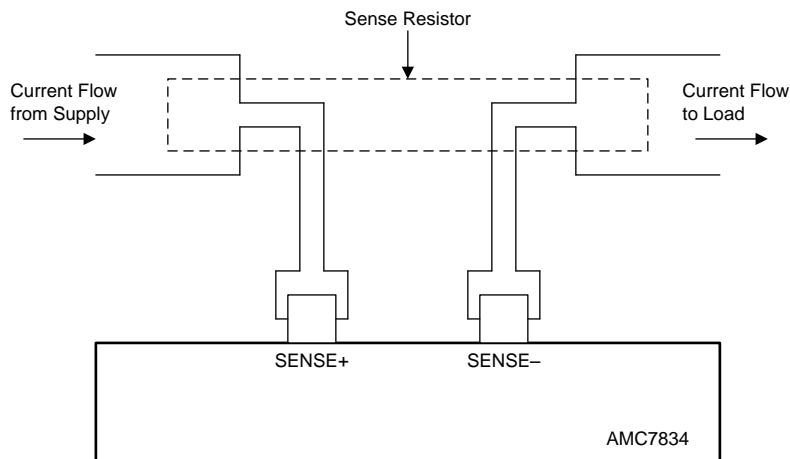 Sense Resistor
Current Flow
from Supply
Current Flow
to Load
SENSE+
SENSE–
AMC7834